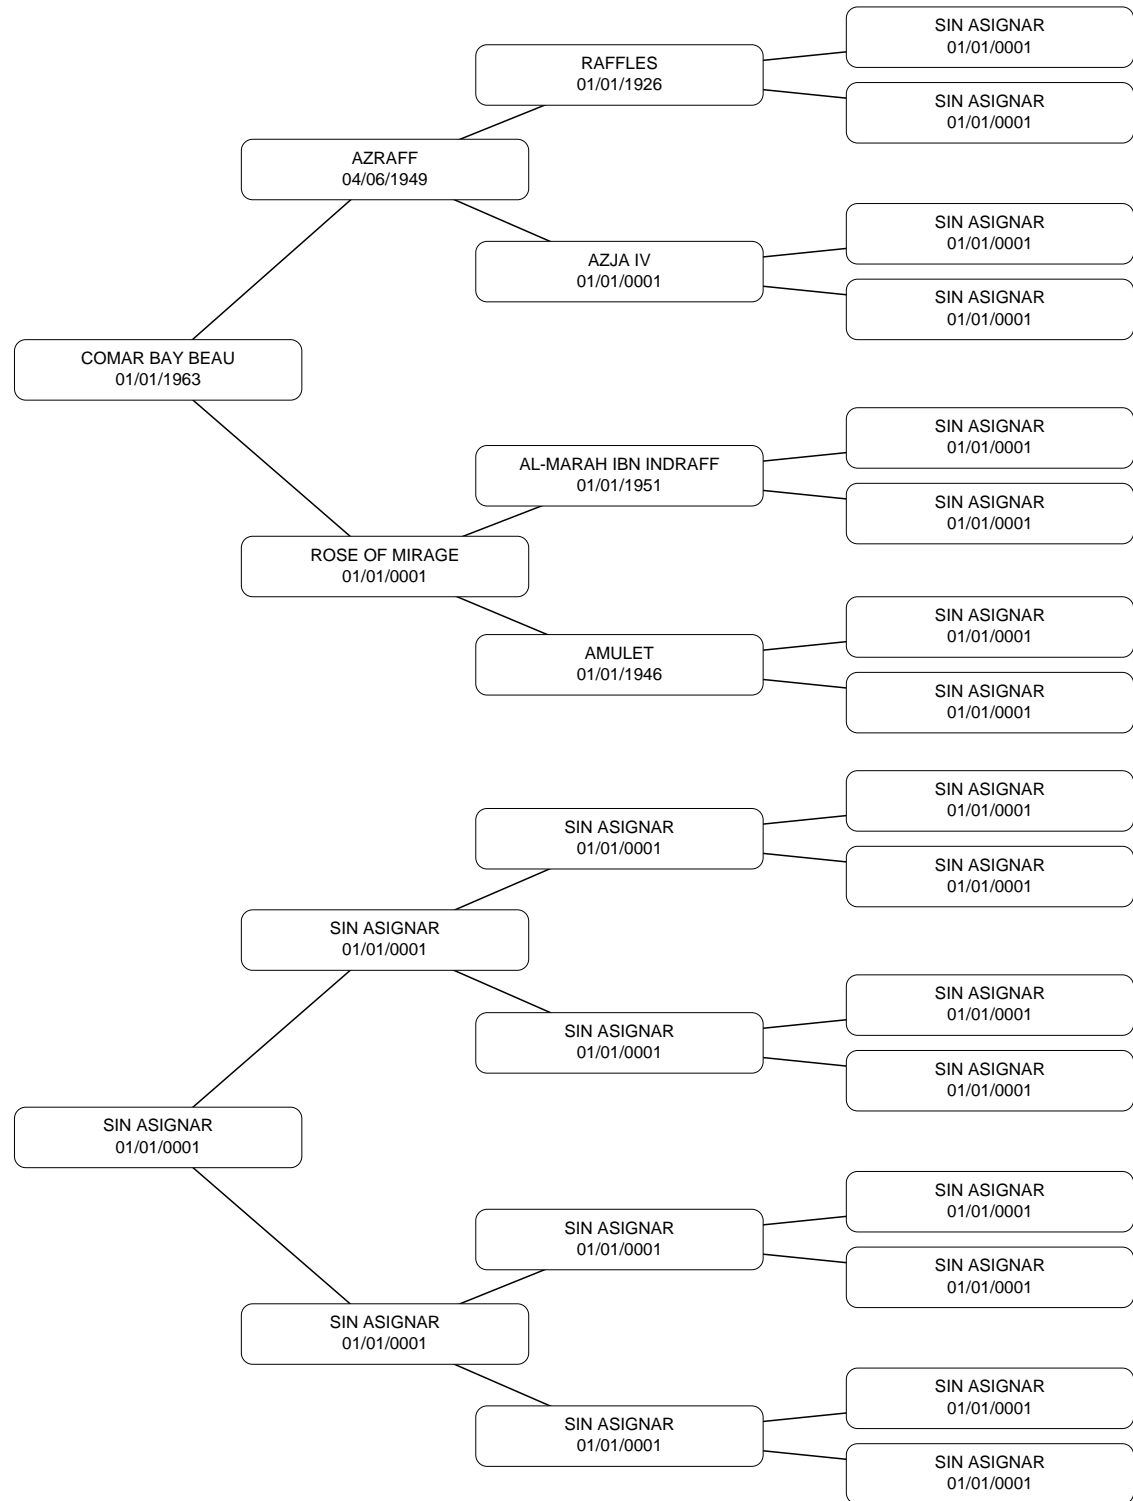 SIN ASIGNAR
01/01/0001
RAFFLES
01/01/1926
SIN ASIGNAR
01/01/0001
AZRAFF
04/06/1949
SIN ASIGNAR
01/01/0001
AZJA IV
01/01/0001
SIN ASIGNAR
01/01/0001
COMAR BAY BEAU
01/01/1963
SIN ASIGNAR
01/01/0001
AL-MARAH IBN INDRAFF
01/01/1951
SIN ASIGNAR
01/01/0001
ROSE OF MIRAGE
01/01/0001
SIN ASIGNAR
01/01/0001
AMULET
01/01/1946
SIN ASIGNAR
01/01/0001
SIN ASIGNAR
01/01/0001
SIN ASIGNAR
01/01/0001
SIN ASIGNAR
01/01/0001
SIN ASIGNAR
01/01/0001
SIN ASIGNAR
01/01/0001
SIN ASIGNAR
01/01/0001
SIN ASIGNAR
01/01/0001
SIN ASIGNAR
01/01/0001
SIN ASIGNAR
01/01/0001
SIN ASIGNAR
01/01/0001
SIN ASIGNAR
01/01/0001
SIN ASIGNAR
01/01/0001
SIN ASIGNAR
01/01/0001
SIN ASIGNAR
01/01/0001
SIN ASIGNAR
01/01/0001